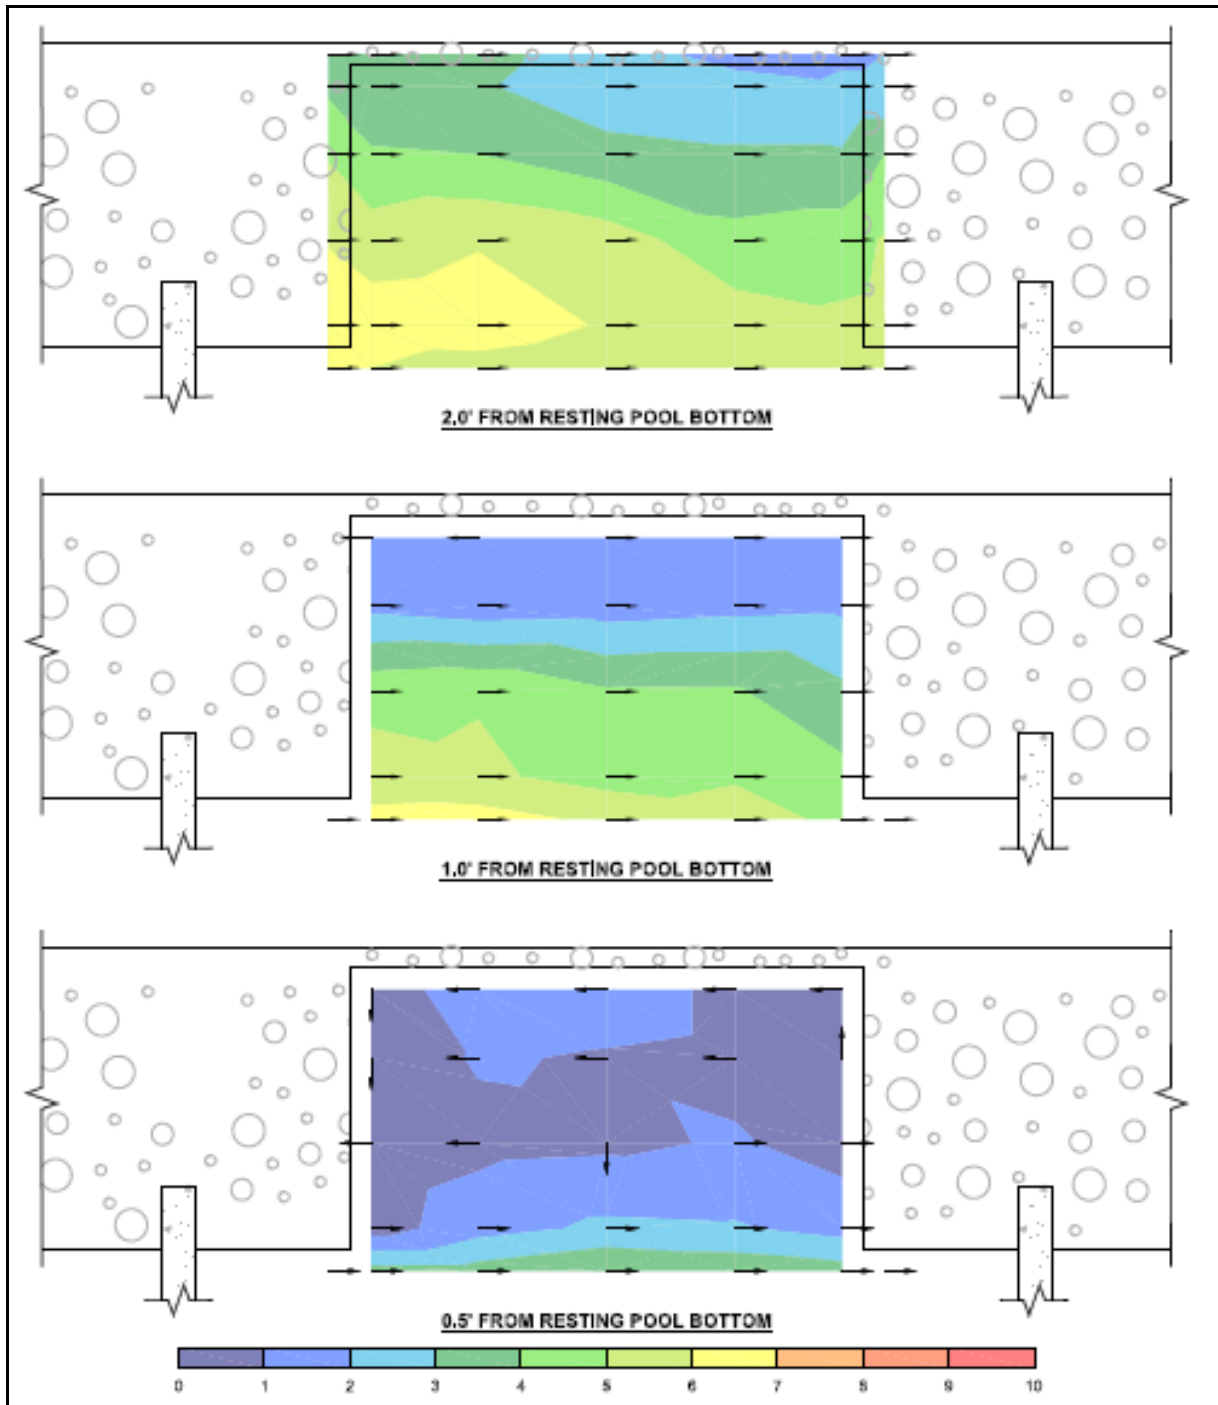 2.0' FROM RESTING POOL BOTTOM
1.0' FROM RESTING POOL BOTTOM
0.5' FROM RESTING POOL BOTTOM
0 1 2 3 4 5 6 7 8 9 10